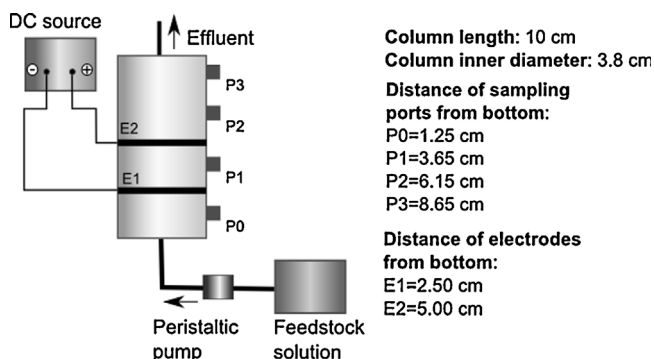 DC source
Effluent
- +
P3
P2
E2
P1
E1
P0
Peristaltic
pump
Feedstock
solution
Column length: 10 cm
Column inner diameter: 3.8 cm
Distance of sampling
ports from bottom:
P0=1.25 cm
P1=3.65 cm
P2=6.15 cm
P3=8.65 cm
Distance of electrodes
from bottom:
E1=2.50 cm
E2=5.00 cm